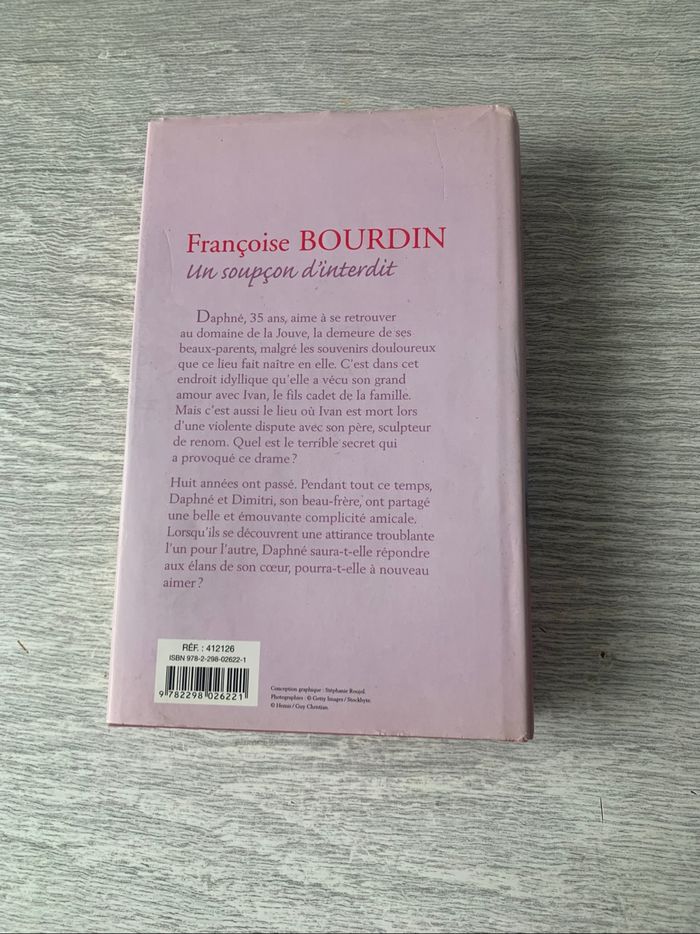 Françoise BOURDIN
Un soupçon d'interdit
Daphné, 35 ans, aime à se retrouver
au domaine de la Jouve, la demeure de ses
beaux-parents, malgré les souvenirs douloureux
que ce lieu fait naître en elle. C'est dans cet
endroit idyllique qu'elle a vécu son grand
amour avec Ivan, le fils cadet de la famille.
Mais c'est aussi le lieu où Ivan est mort lors
d'une violente dispute avec son père, sculpteur
de renom. Quel est le terrible secret qui
a provoqué ce drame ?
Huit années ont passé. Pendant tout ce temps,
Daphné et Dimitri, son beau-frère, ont partagé
une belle et émouvante complicité amicale.
Lorsqu'ils se découvrent une attirance troublante
l'un pour l'autre, Daphné saura-t-elle répondre
aux élans de son cœur, pourra-t-elle à nouveau
aimer ?
RÉF. : 412126
ISBN 978-2-298-02622-1
9 782298 026221
Conception graphique : Stéphanie Roujol.
Photographies : © Getty Images / Stockbyte.
© Hemis / Guy Christian.